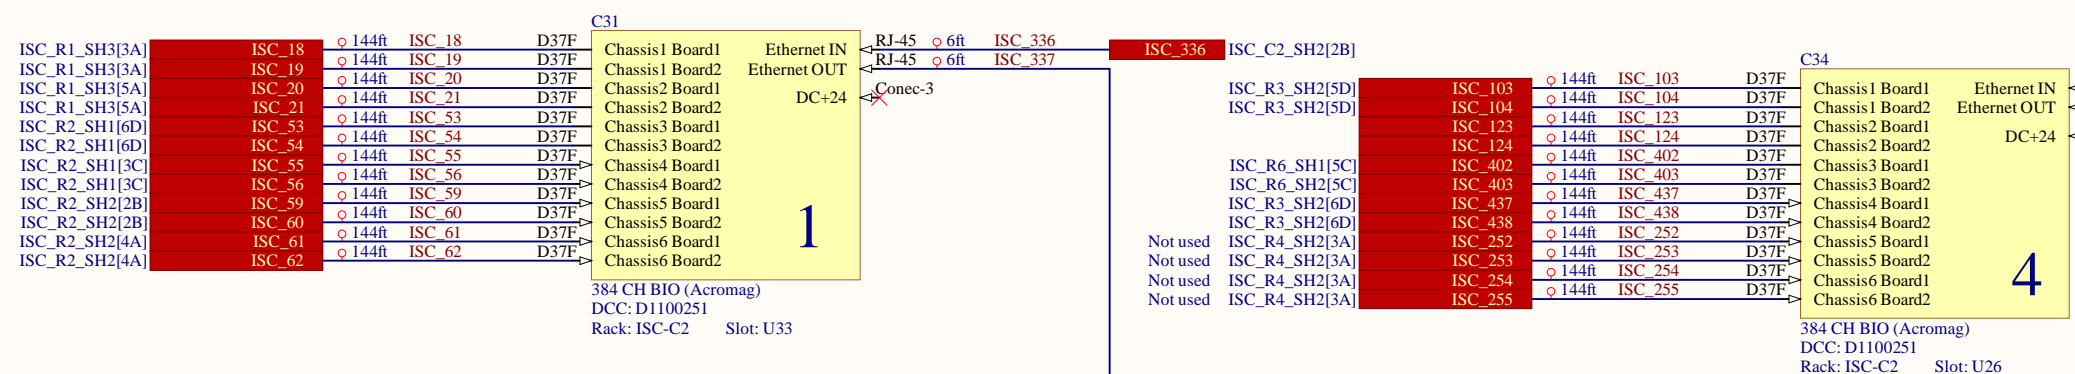 C31
ISC_R1_SH3[3A] ISC_18 144ft ISC_18 D37F Chassis1 Board1 Ethernet IN RJ-45 6ft ISC_336 ISC_336 ISC_C2_SH2[2B]
ISC_R1_SH3[3A] ISC_19 144ft ISC_19 D37F Chassis1 Board2 Ethernet OUT RJ-45 6ft ISC_337
ISC_R1_SH3[5A] ISC_20 144ft ISC_20 D37F Chassis2 Board1
DC+24 Conec-3
ISC_R1_SH3[5A] ISC_21 144ft ISC_21 D37F Chassis2 Board2
ISC_R2_SH1[6D] ISC_53 144ft ISC_53 D37F Chassis3 Board1
ISC_R2_SH1[6D] ISC_54 144ft ISC_54 D37F Chassis3 Board2
ISC_R2_SH1[3C] ISC_55 144ft ISC_55 D37F Chassis4 Board1
ISC_R2_SH1[3C] ISC_56 144ft ISC_56 D37F Chassis4 Board2
ISC_R2_SH2[2B] ISC_59 144ft ISC_59 D37F Chassis5 Board1
ISC_R2_SH2[2B] ISC_60 144ft ISC_60 D37F Chassis5 Board2
ISC_R2_SH2[4A] ISC_61 144ft ISC_61 D37F Chassis6 Board1
ISC_R2_SH2[4A] ISC_62 144ft ISC_62 D37F Chassis6 Board2
1
384 CH BIO (Acromag)
DCC: D1100251
Rack: ISC-C2 Slot: U33
C34
ISC_R3_SH2[5D] ISC_103 144ft ISC_103 D37F Chassis1 Board1 Ethernet IN
ISC_R3_SH2[5D] ISC_104 144ft ISC_104 D37F Chassis1 Board2 Ethernet OUT
ISC_123 144ft ISC_123 D37F Chassis2 Board1
DC+24
ISC_124 144ft ISC_124 D37F Chassis2 Board2
ISC_R6_SH1[5C] ISC_402 144ft ISC_402 D37F Chassis3 Board1
ISC_R6_SH2[5C] ISC_403 144ft ISC_403 D37F Chassis3 Board2
ISC_R3_SH2[6D] ISC_437 144ft ISC_437 D37F Chassis4 Board1
ISC_R3_SH2[6D] ISC_438 144ft ISC_438 D37F Chassis4 Board2
Not used ISC_R4_SH2[3A] ISC_252 144ft ISC_252 D37F Chassis5 Board1
Not used ISC_R4_SH2[3A] ISC_253 144ft ISC_253 D37F Chassis5 Board2
Not used ISC_R4_SH2[3A] ISC_254 144ft ISC_254 D37F Chassis6 Board1
Not used ISC_R4_SH2[3A] ISC_255 144ft ISC_255 D37F Chassis6 Board2
4
384 CH BIO (Acromag)
DCC: D1100251
Rack: ISC-C2 Slot: U26